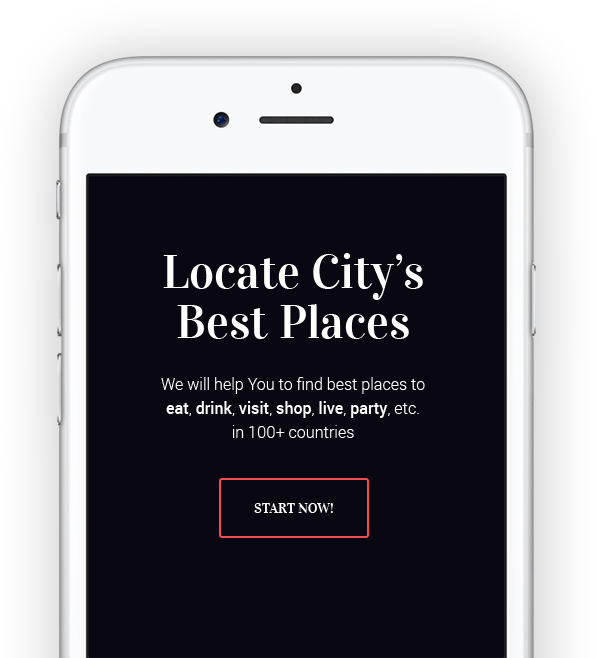 Locate City’s
Best Places
We will help You to find best places to
eat, drink, visit, shop, live, party, etc.
in 100+ countries
START NOW!